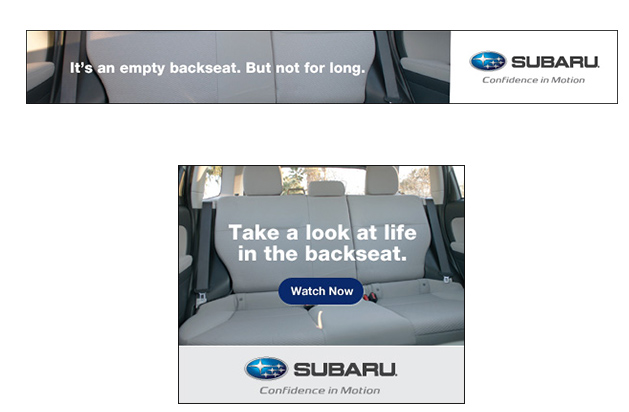 It's an empty backseat. But not for long.
SUBARU
Confidence in Motion
Take a look at life
in the backseat.
Watch Now
SUBARU
Confidence in Motion